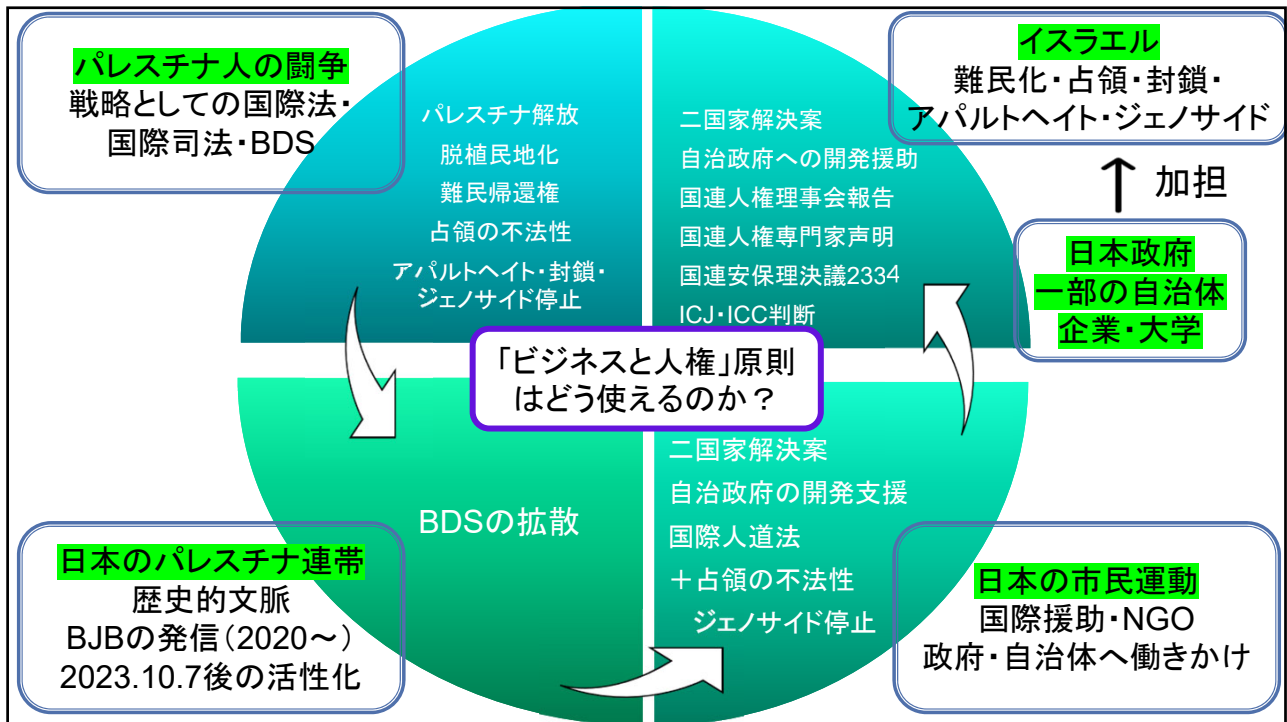 パレスチナ人の闘争
戦略としての国際法・
国際司法・BDS
パレスチナ解放
脱植民地化
難民帰還権
占領の不法性
アパルトヘイト・封鎖・
ジェノサイド停止
二国家解決案
自治政府への開発援助
国連人権理事会報告
国連人権専門家声明
国連安保理決議2334
ICJ・ICC判断
イスラエル
難民化・占領・封鎖・
アパルトヘイト・ジェノサイド
加担
日本政府
一部の自治体
企業・大学
「ビジネスと人権」原則
はどう使えるのか？
BDSの拡散
日本のパレスチナ連帯
歴史的文脈
BJBの発信（2020～）
2023.10.7後の活性化
二国家解決案
自治政府の開発支援
国際人道法
＋占領の不法性
ジェノサイド停止
日本の市民運動
国際援助・NGO
政府・自治体へ働きかけ